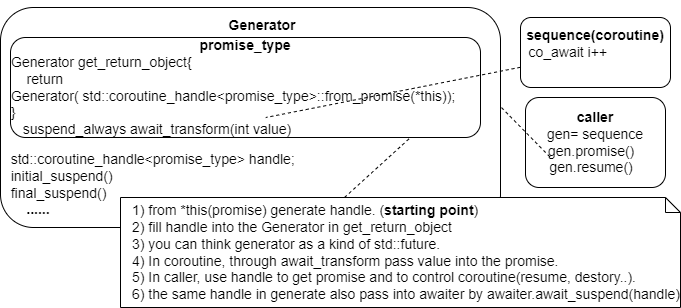 Generator
promise_type
Generator get_return_object{
return
Generator( std::coroutine_handle<promise_type>::from_promise(*this));
}
suspend_always await_transform(int value)
std::coroutine_handle<promise_type> handle;
initial_suspend()
final_suspend()
......
sequence(coroutine)
co_await i++
caller
gen= sequence
gen.promise()
gen.resume()
1) from *this(promise) generate handle. (starting point)
2) fill handle into the Generator in get_return_object
3) you can think generator as a kind of std::future.
4) In coroutine, through await_transform pass value into the promise.
5) In caller, use handle to get promise and to control coroutine(resume, destory..).
6) the same handle in generate also pass into awaiter by awaiter.await_suspend(handle)